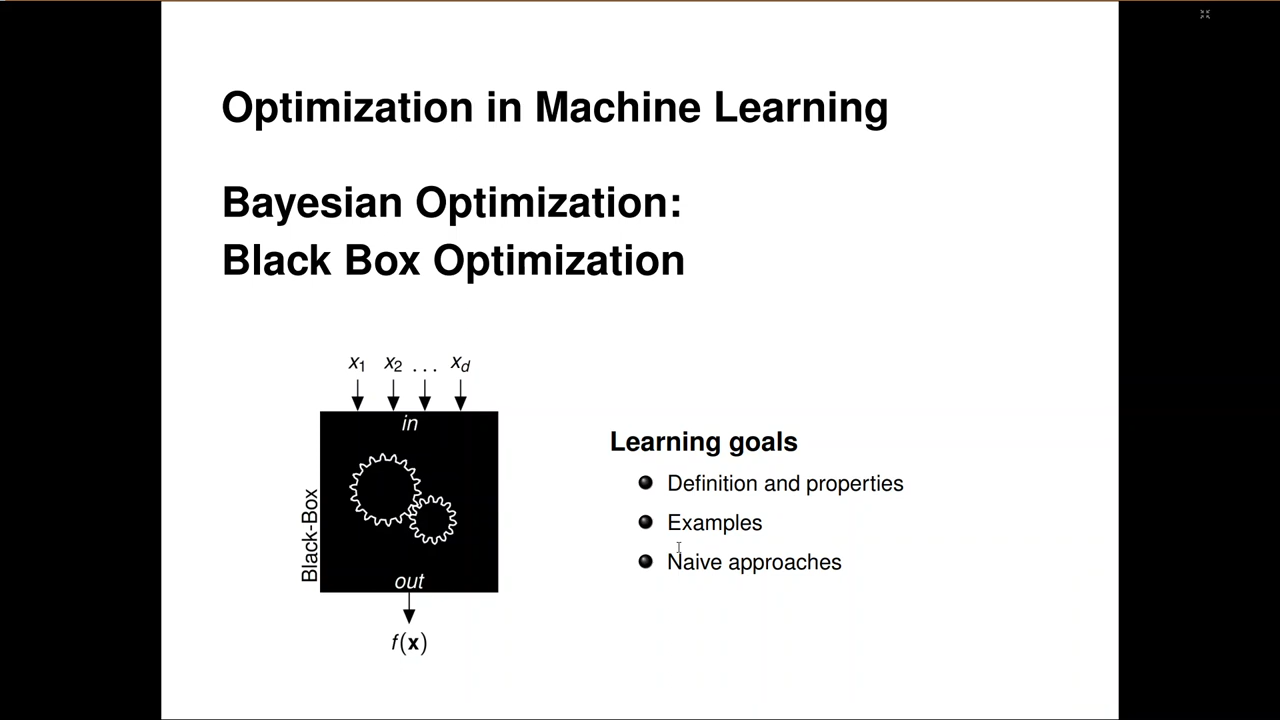 Optimization in Machine Learning
Bayesian Optimization:
Black Box Optimization
x1 x2 ... xd
in
Black-Box
out
f(x)
Learning goals
Definition and properties
Examples
Naive approaches